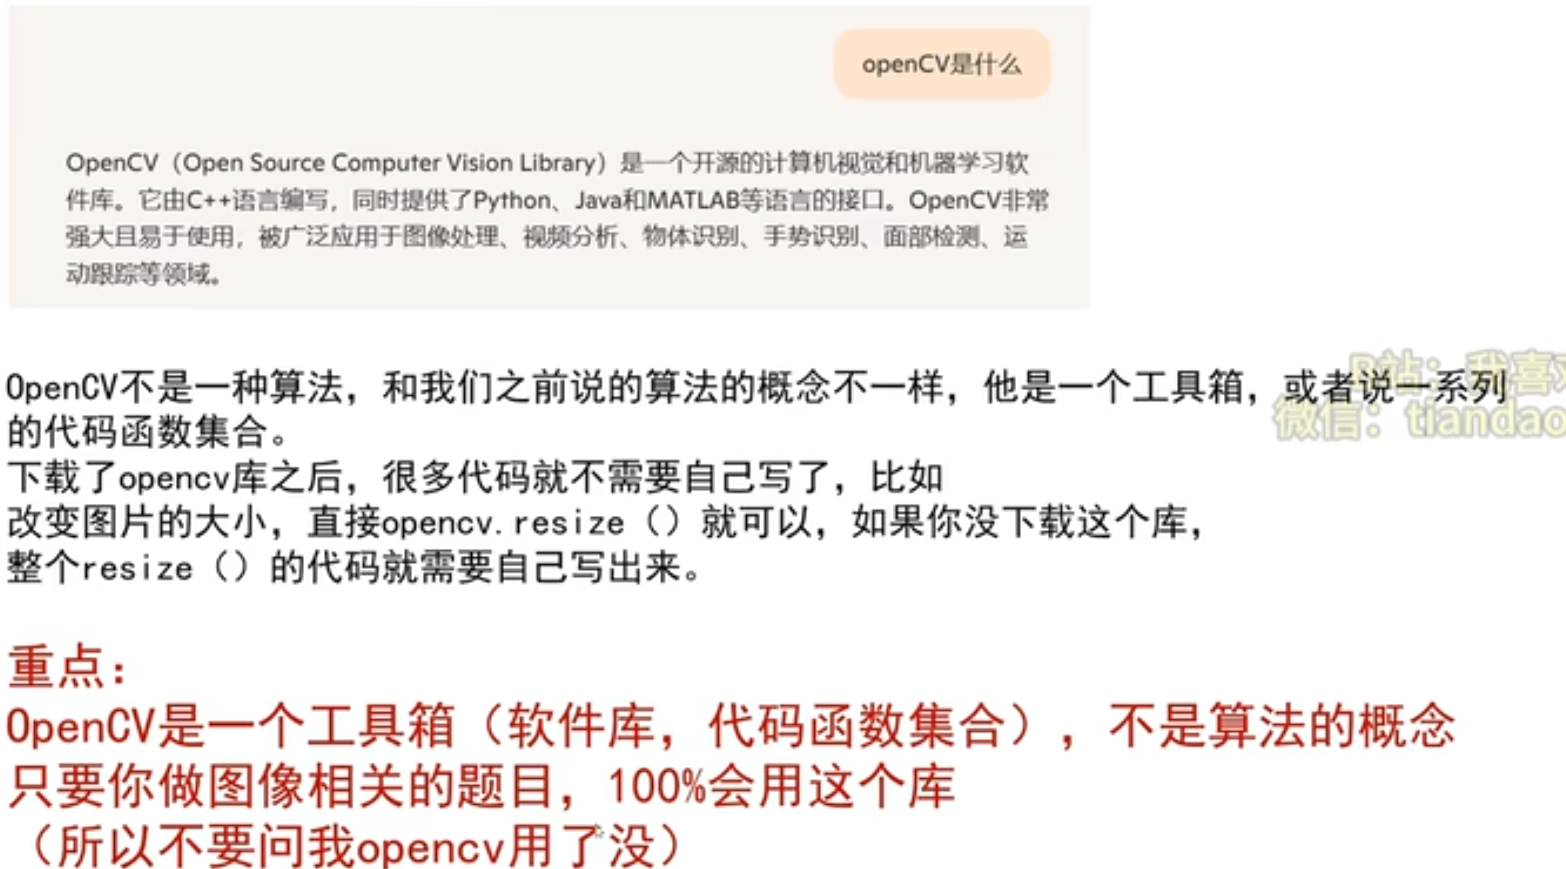 openCV是什么
OpenCV（Open Source Computer Vision Library）是一个开源的计算机视觉和机器学习软
件库。它由C++语言编写，同时提供了Python、Java和MATLAB等语言的接口。OpenCV非常
强大且易于使用，被广泛应用于图像处理、视频分析、物体识别、手势识别、面部检测、运
动跟踪等领域。
OpenCV不是一种算法，和我们之前说的算法的概念不一样，他是一个工具箱，或者说一系列
的代码函数集合。
B站：我喜欢
微信：tiandao
下载了opencv库之后，很多代码就不需要自己写了，比如
改变图片的大小，直接opencv.resize（）就可以，如果你没下载这个库，
整个resize（）的代码就需要自己写出来。
重点：
OpenCV是一个工具箱（软件库，代码函数集合），不是算法的概念
只要你做图像相关的题目，100%会用这个库
（所以不要问我opencv用了没）